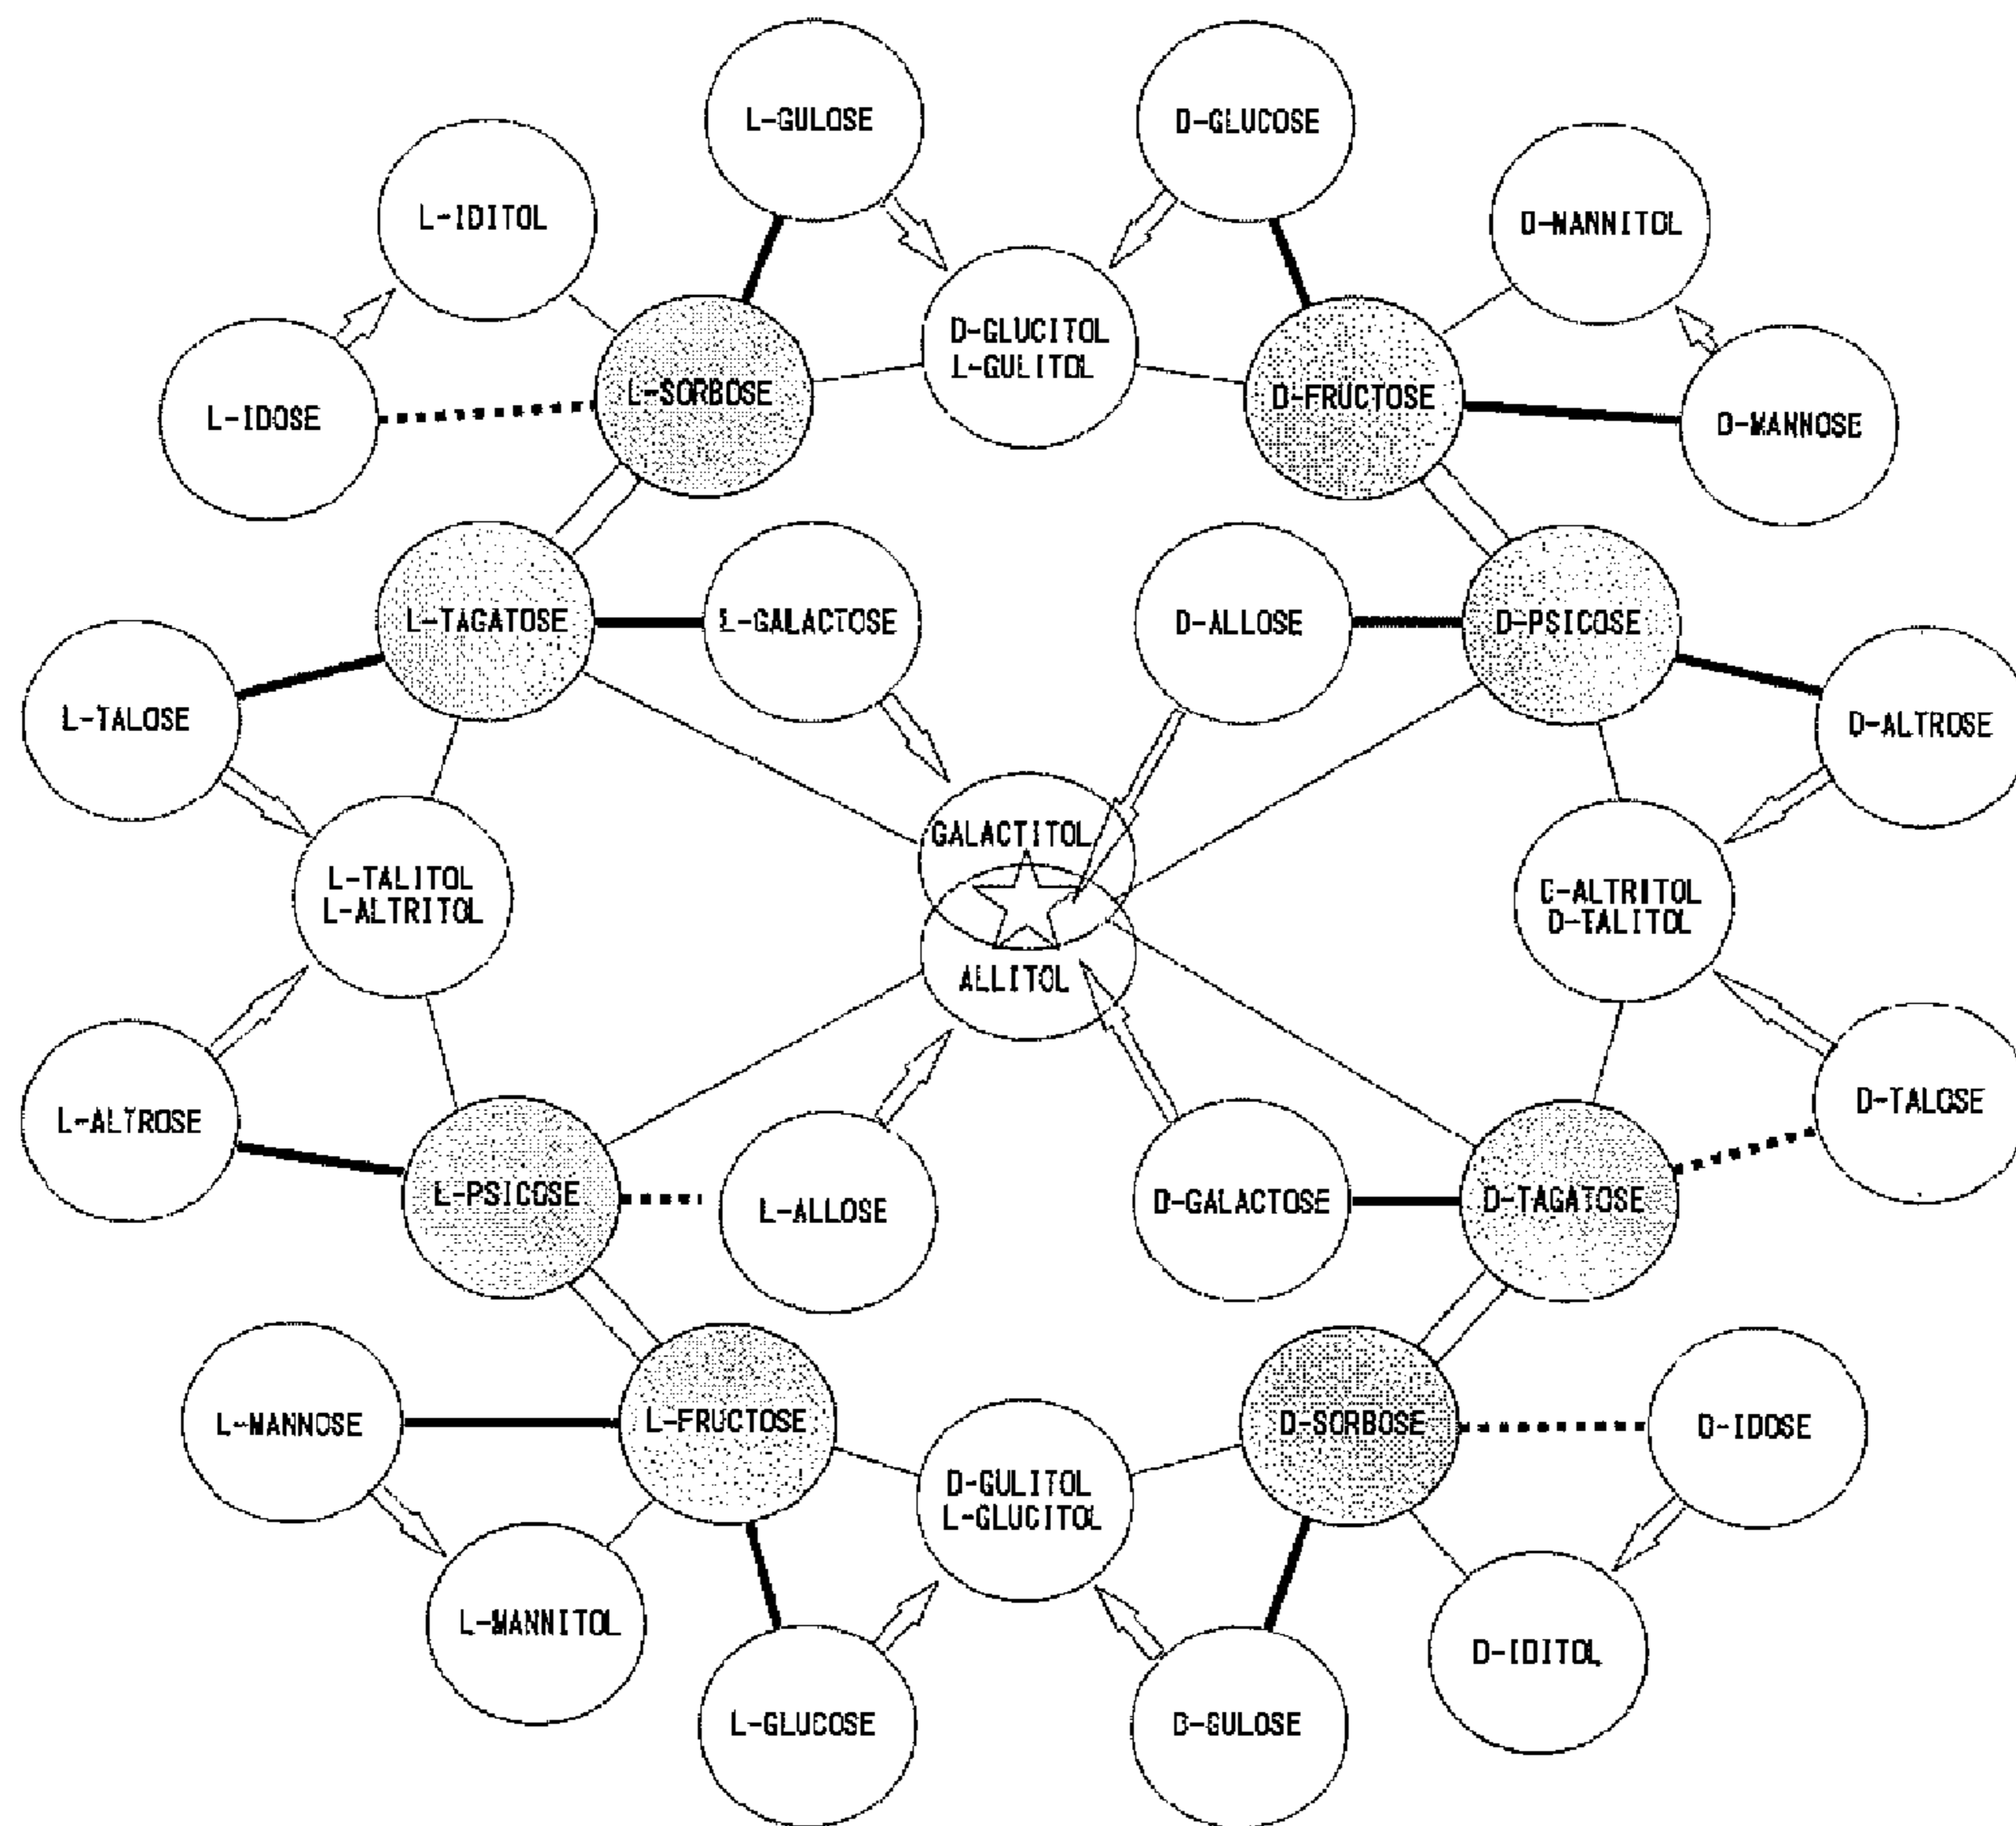 L-GULOSE
D-GLUCOSE
L-IDITOL
D-MANNITOL
D-GLUCITOL
L-GULITOL
L-IDOSE
L-SORBOSE
D-FRUCTOSE
D-MANNOSE
L-TAGATOSE
L-GALACTOSE
D-ALLOSE
D-PSICOSE
L-TALOSE
D-ALTROSE
GALACTITOL
L-TALITOL
L-ALTRITOL
D-ALTRITOL
D-TALITOL
ALLITOL
L-ALTROSE
D-TALOSE
L-PSICOSE
L-ALLOSE
D-GALACTOSE
D-TAGATOSE
L-MANNOSE
L-FRUCTOSE
D-SORBOSE
D-IDOSE
D-GULITOL
L-GLUCITOL
L-MANNITOL
D-IDITOL
L-GLUCOSE
D-GULOSE